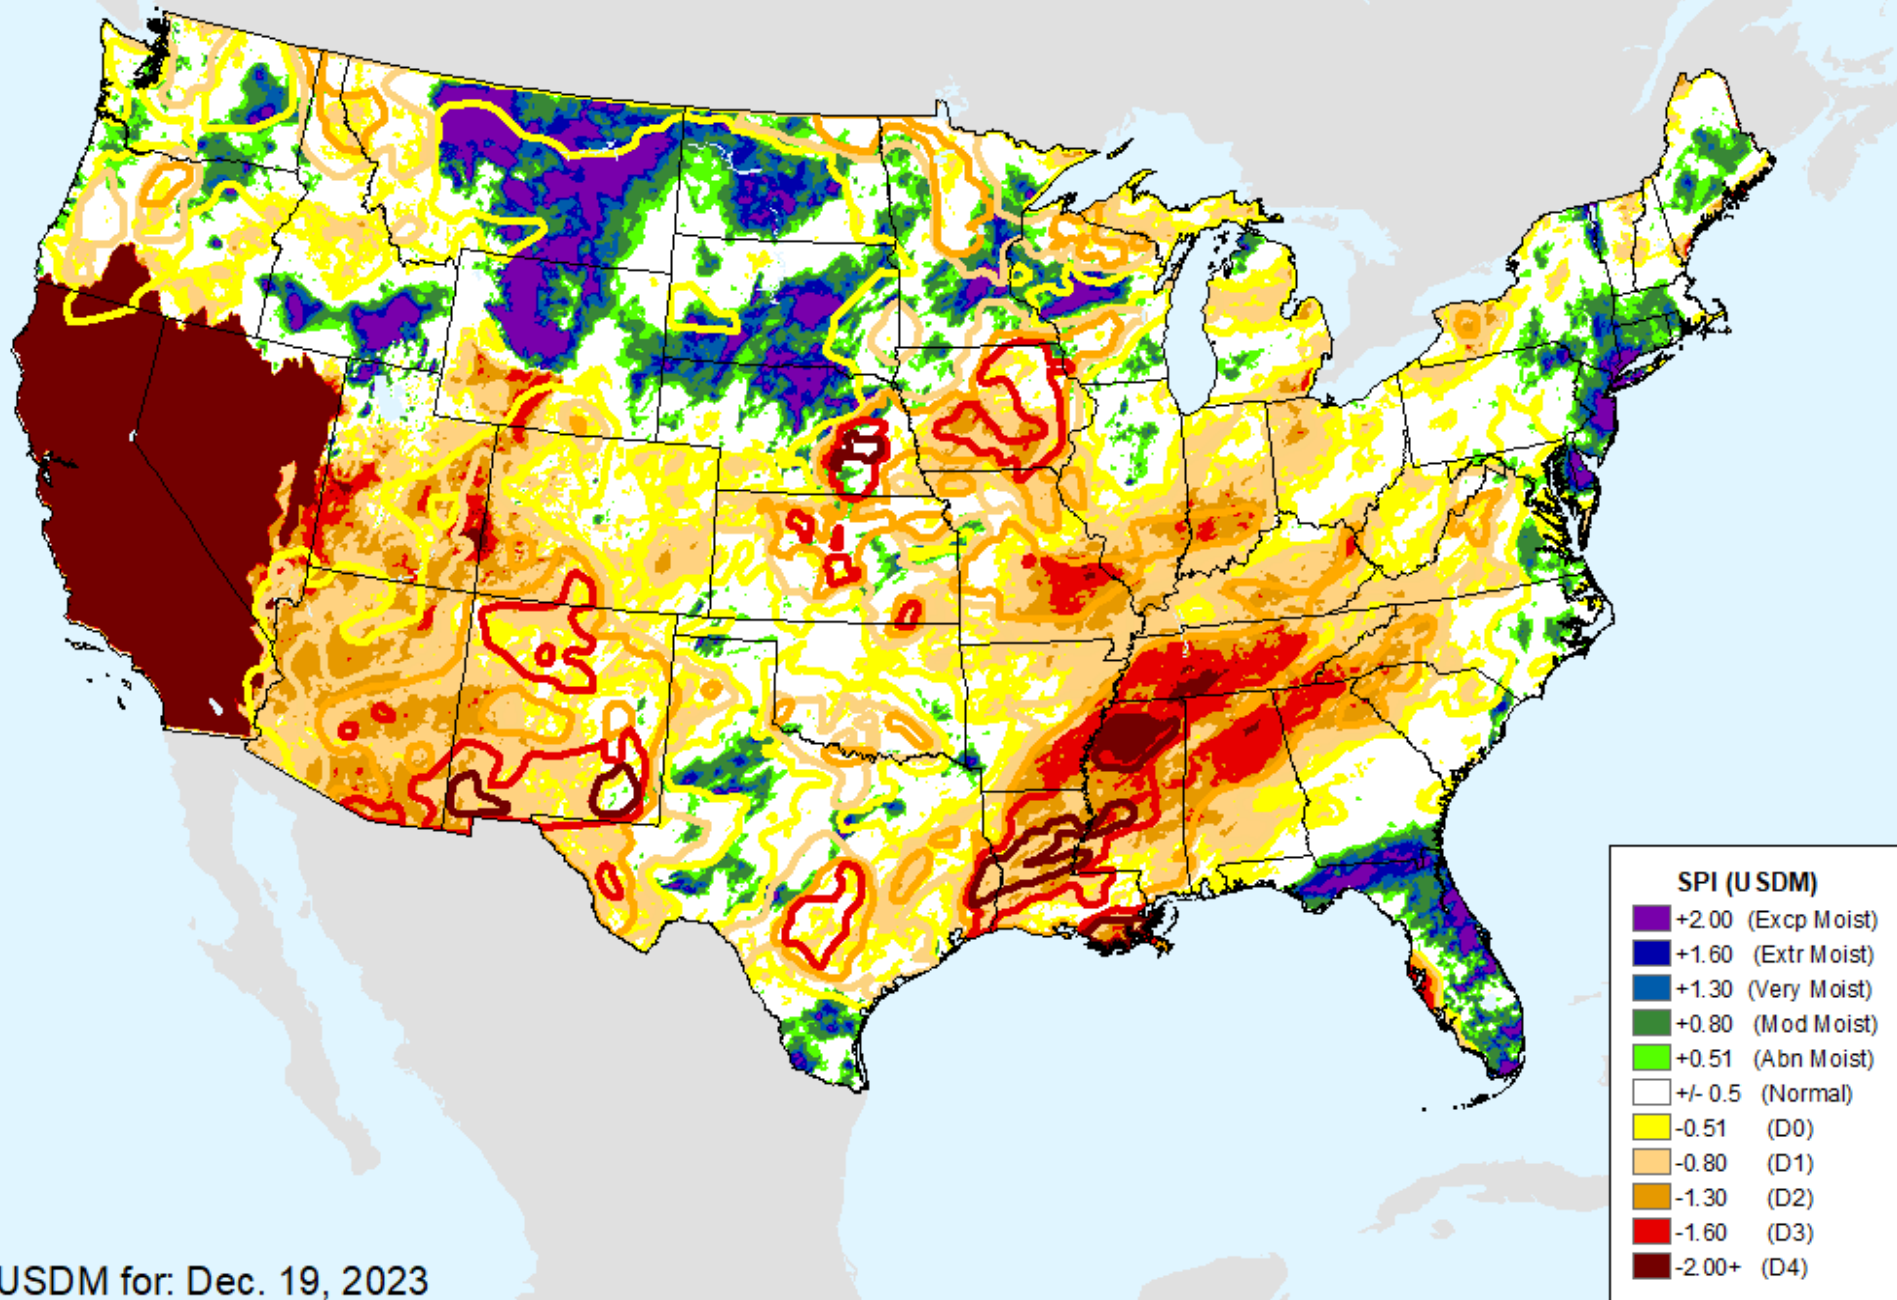 SPI (USDM)
+2.00 (Excp Moist)
+1.60 (Extr Moist)
+1.30 (Very Moist)
+0.80 (Mod Moist)
+0.51 (Abn Moist)
+/- 0.5 (Normal)
-0.51 (D0)
-0.80 (D1)
-1.30 (D2)
-1.60 (D3)
-2.00+ (D4)
USDM for: Dec. 19, 2023